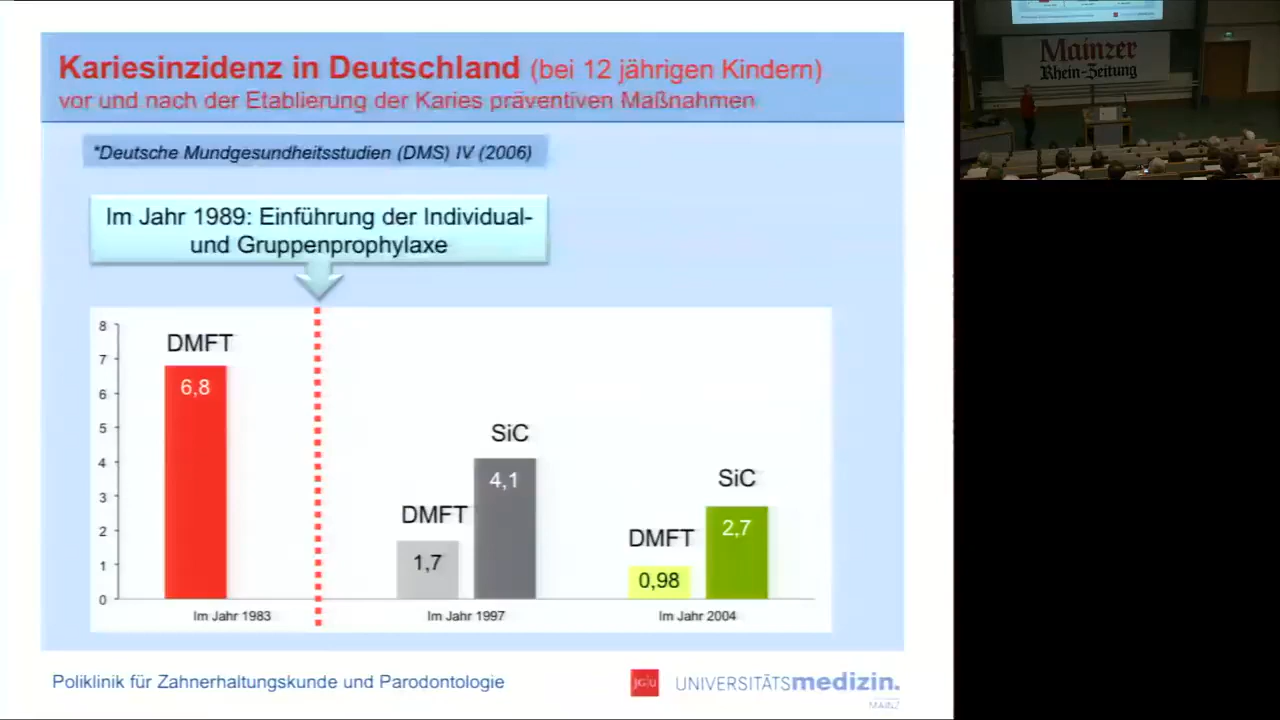 Kariesinzidenz in Deutschland (bei 12 jährigen Kindern)
vor und nach der Etablierung der Karies präventiven Maßnahmen
*Deutsche Mundgesundheitsstudien (DMS) IV (2006)
Im Jahr 1989: Einführung der Individual-
und Gruppenprophylaxe
8
7
6
5
4
3
2
1
0
DMFT
6,8
DMFT
1,7
SiC
4,1
DMFT
0,98
SiC
2,7
Im Jahr 1983
Im Jahr 1997
Im Jahr 2004
Poliklinik für Zahnerhaltungskunde und Parodontologie
JG|U
UNIVERSITÄTSmedizin.
MAINZ
Mainzer
Rhein-Zeitung